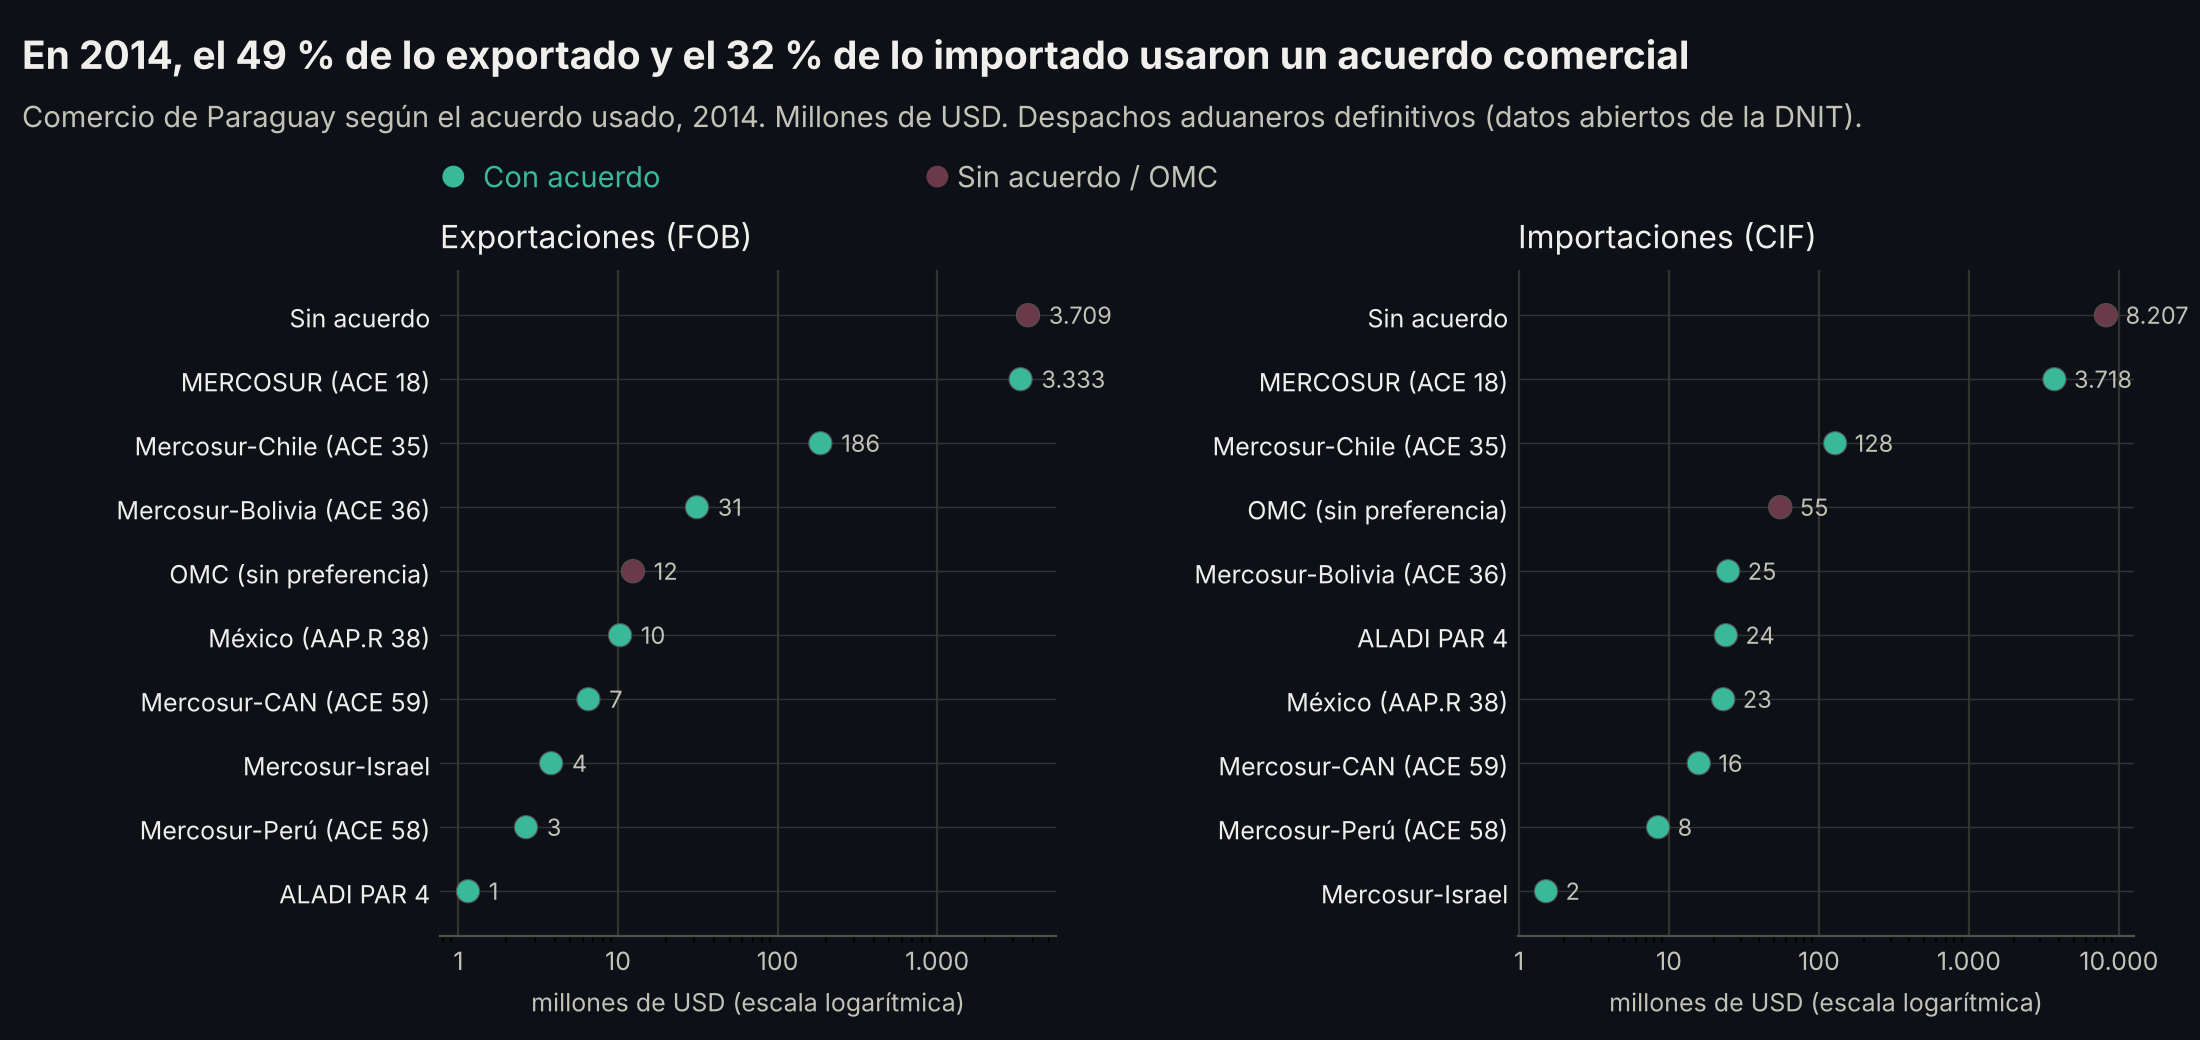 En 2014, el 49 % de lo exportado y el 32 % de lo importado usaron un acuerdo comercial
Comercio de Paraguay según el acuerdo usado, 2014. Millones de USD. Despachos aduaneros definitivos (datos abiertos de la DNIT).
Con acuerdo
Sin acuerdo / OMC
Exportaciones (FOB)
Sin acuerdo 3.709
MERCOSUR (ACE 18) 3.333
Mercosur-Chile (ACE 35) 186
Mercosur-Bolivia (ACE 36) 31
OMC (sin preferencia) 12
México (AAP.R 38) 10
Mercosur-CAN (ACE 59) 7
Mercosur-Israel 4
Mercosur-Perú (ACE 58) 3
ALADI PAR 4 1
1 10 100 1.000
millones de USD (escala logarítmica)
Importaciones (CIF)
Sin acuerdo 8.207
MERCOSUR (ACE 18) 3.718
Mercosur-Chile (ACE 35) 128
OMC (sin preferencia) 55
Mercosur-Bolivia (ACE 36) 25
ALADI PAR 4 24
México (AAP.R 38) 23
Mercosur-CAN (ACE 59) 16
Mercosur-Perú (ACE 58) 8
Mercosur-Israel 2
1 10 100 1.000 10.000
millones de USD (escala logarítmica)